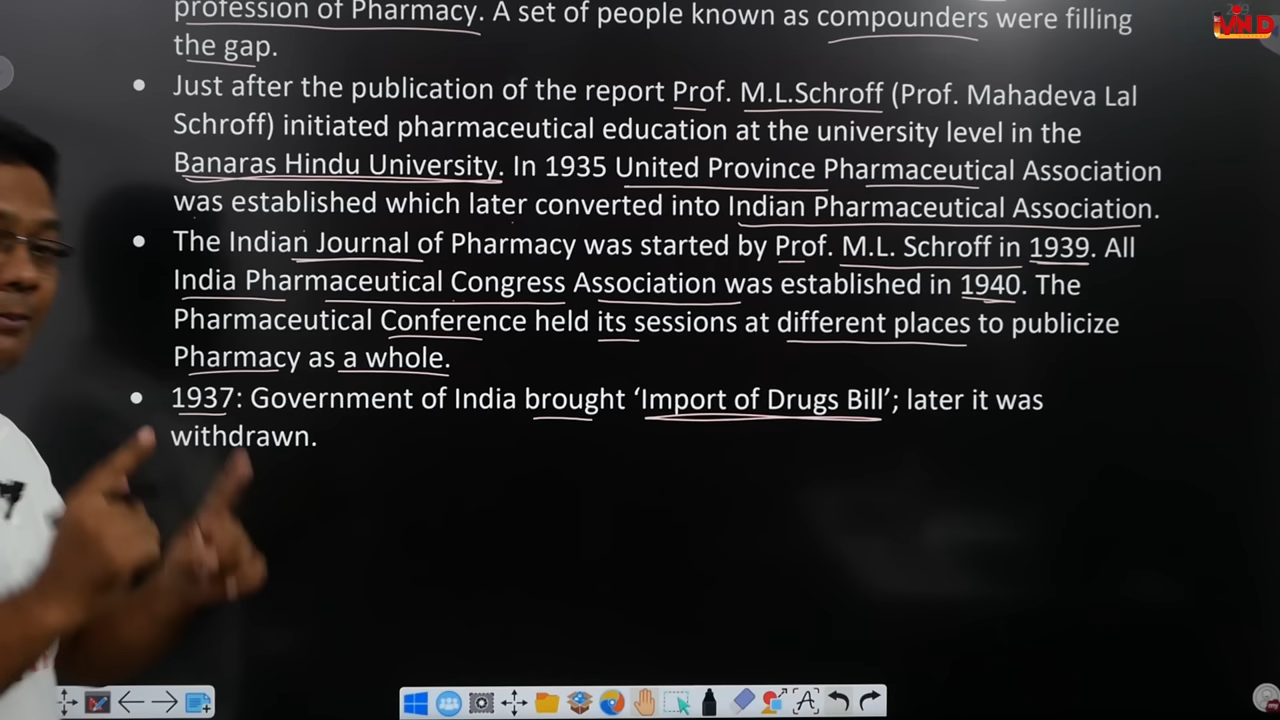 profession of Pharmacy. A set of people known as compounders were filling
the gap.
• Just after the publication of the report Prof. M.L.Schroff (Prof. Mahadeva Lal
Schroff) initiated pharmaceutical education at the university level in the
Banaras Hindu University. In 1935 United Province Pharmaceutical Association
was established which later converted into Indian Pharmaceutical Association.
• The Indian Journal of Pharmacy was started by Prof. M.L. Schroff in 1939. All
India Pharmaceutical Congress Association was established in 1940. The
Pharmaceutical Conference held its sessions at different places to publicize
Pharmacy as a whole.
• 1937: Government of India brought ‘Import of Drugs Bill’; later it was
withdrawn.